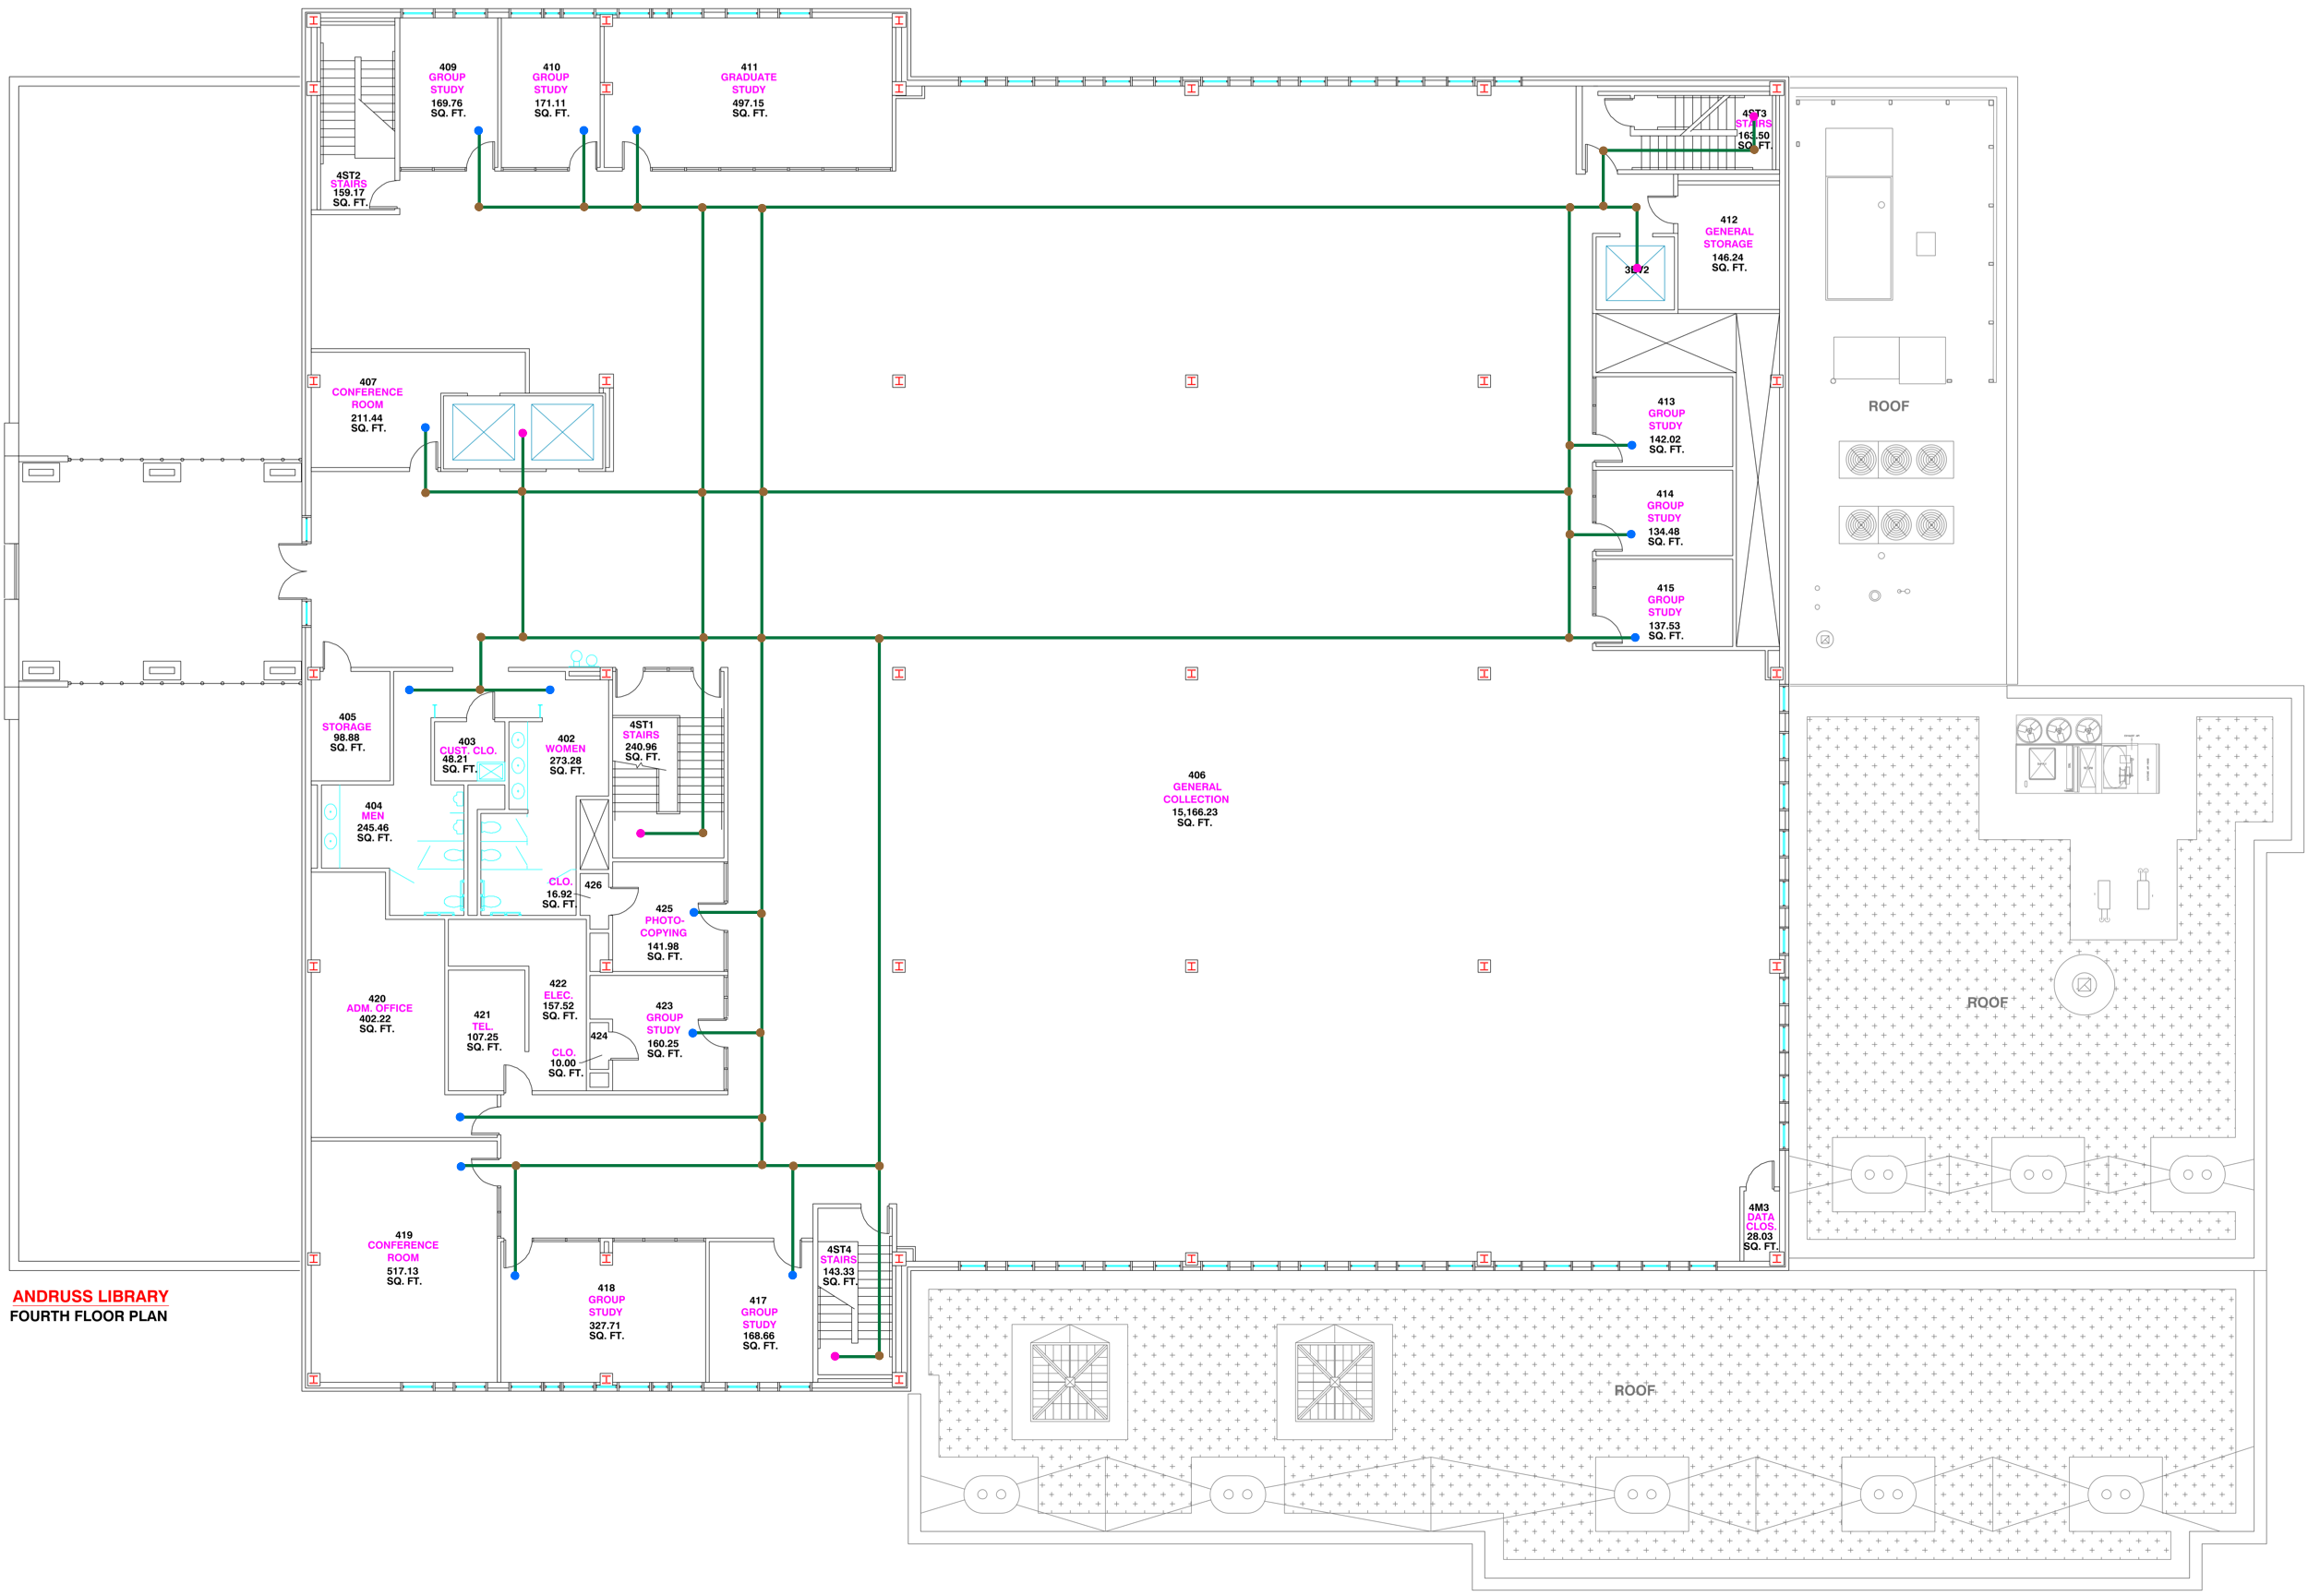 409
GROUP
STUDY
169.76
SQ. FT.
410
GROUP
STUDY
171.11
SQ. FT.
411
GRADUATE
STUDY
497.15
SQ. FT.
4ST3
STAIRS
163.50
SQ. FT.
4ST2
STAIRS
159.17
SQ. FT.
412
GENERAL
STORAGE
146.24
SQ. FT.
407
CONFERENCE
ROOM
211.44
SQ. FT.
413
GROUP
STUDY
142.02
SQ. FT.
ROOF
414
GROUP
STUDY
134.48
SQ. FT.
415
GROUP
STUDY
137.53
SQ. FT.
405
STORAGE
98.88
SQ. FT.
403
CUST. CLO.
48.21
SQ. FT.
402
WOMEN
273.28
SQ. FT.
4ST1
STAIRS
240.96
SQ. FT.
404
MEN
245.46
SQ. FT.
406
GENERAL
COLLECTION
15,166.23
SQ. FT.
CLO.
426
16.92
SQ. FT.
425
PHOTO-
COPYING
141.98
SQ. FT.
420
ADM. OFFICE
402.22
SQ. FT.
421
TEL.
107.25
SQ. FT.
422
ELEC.
157.52
SQ. FT.
423
GROUP
STUDY
160.25
SQ. FT.
424
CLO.
10.00
SQ. FT.
ROOF
4M3
DATA
CLOS.
28.03
SQ. FT.
419
CONFERENCE
ROOM
517.13
SQ. FT.
418
GROUP
STUDY
327.71
SQ. FT.
417
GROUP
STUDY
168.66
SQ. FT.
4ST4
STAIRS
143.33
SQ. FT.
ANDRUSS LIBRARY
FOURTH FLOOR PLAN
ROOF